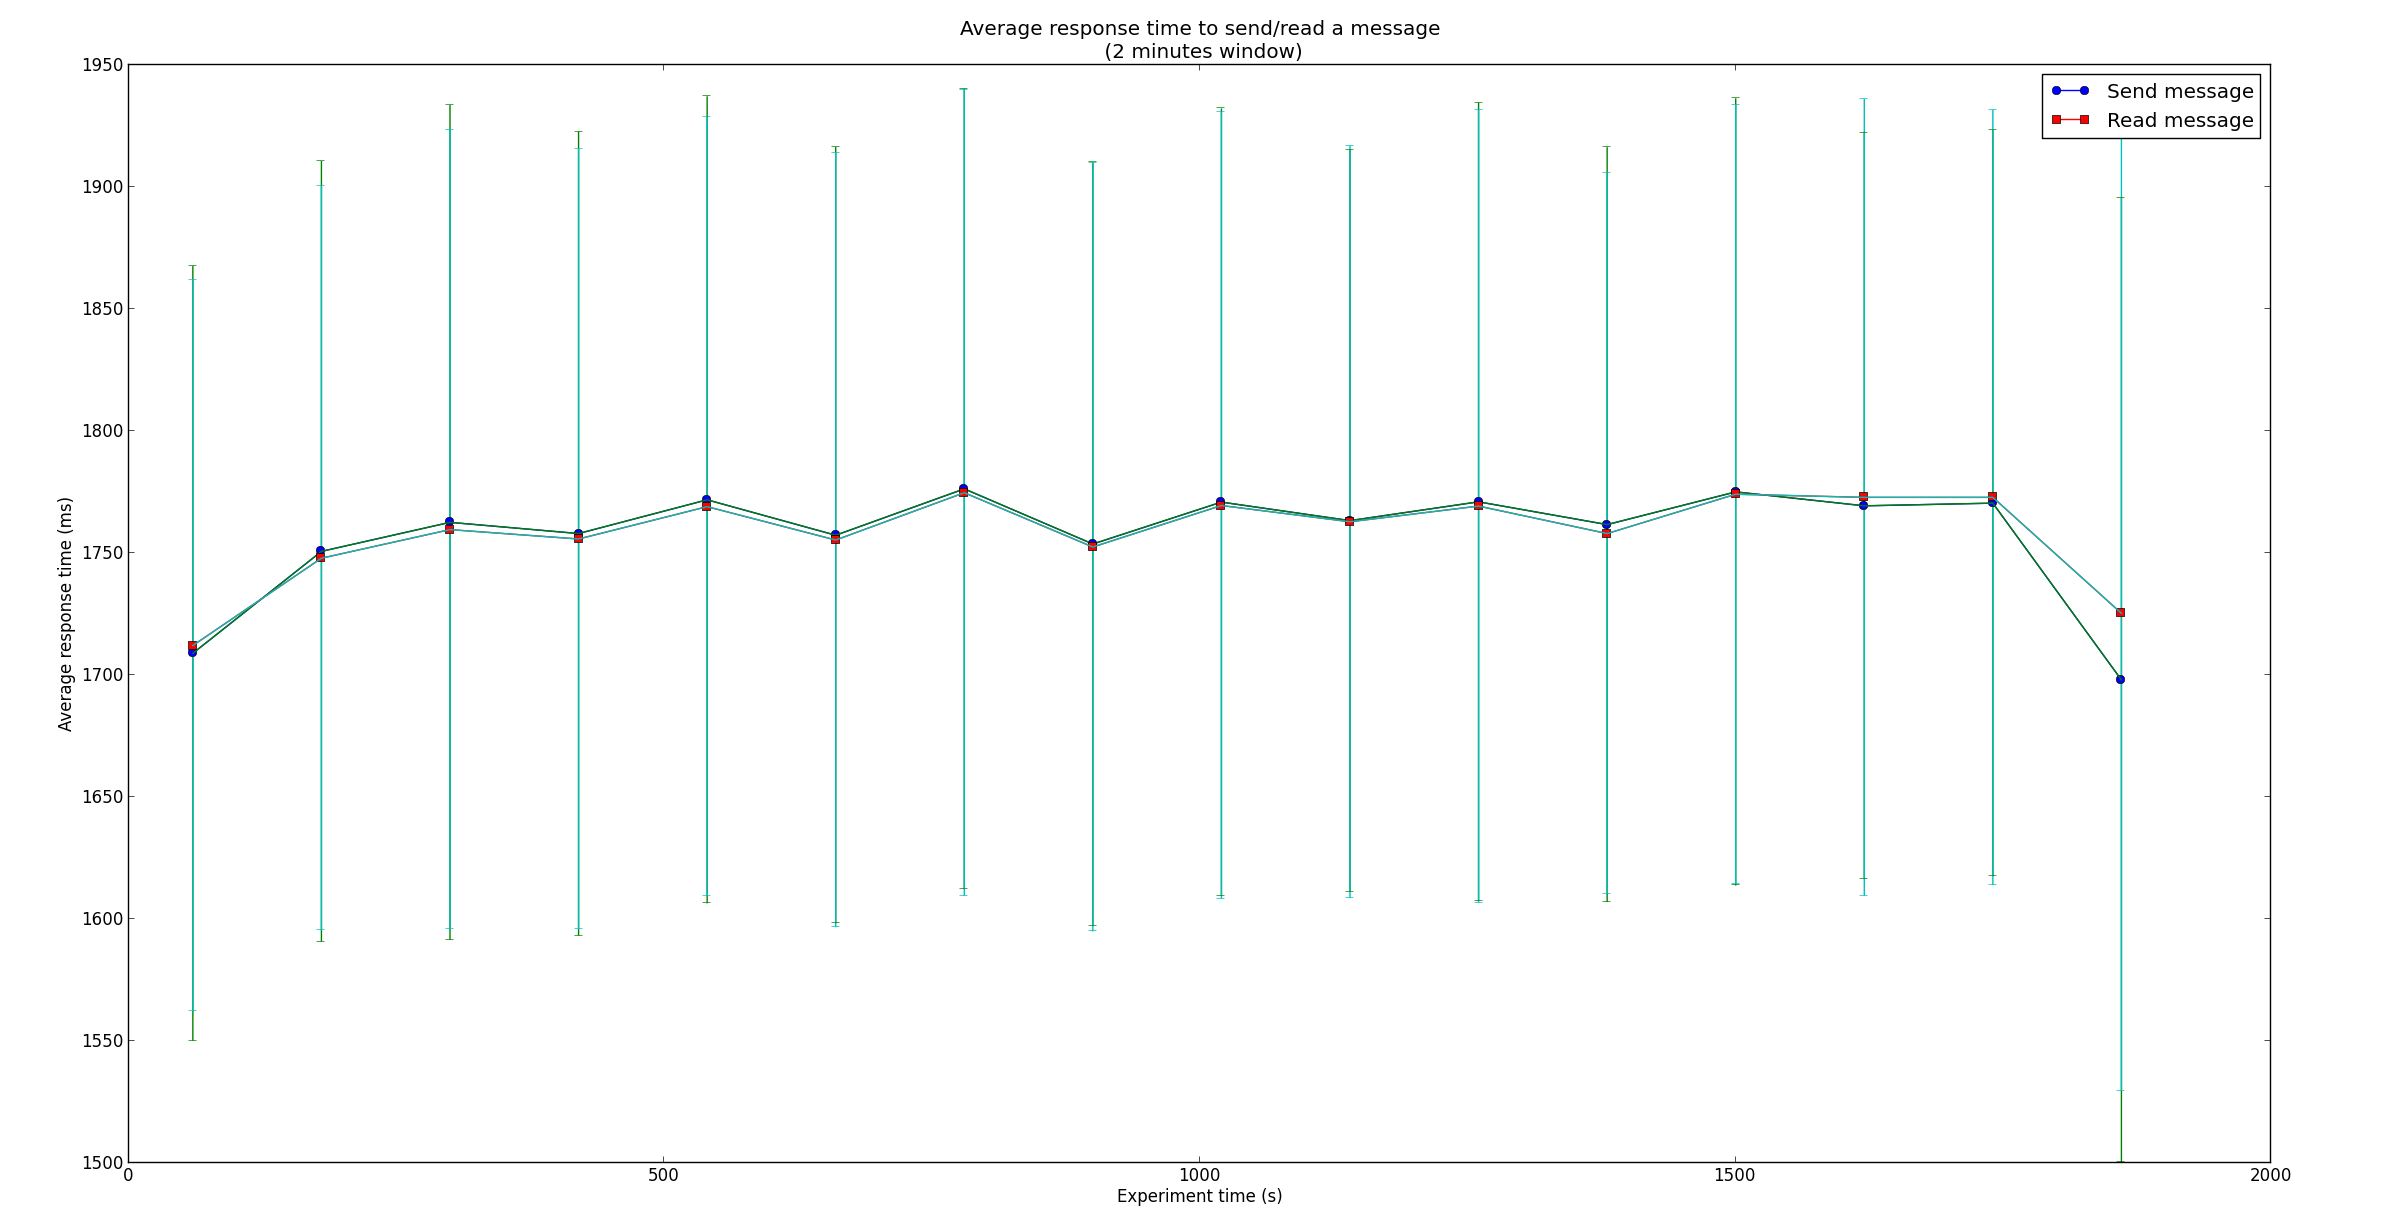 Average response time to send/read a message
(2 minutes window)
1950
1900
1850
1800
1750
1700
1650
1600
1550
1500
Average response time (ms)
Send message
Read message
0 500 1000 1500 2000
Experiment time (s)